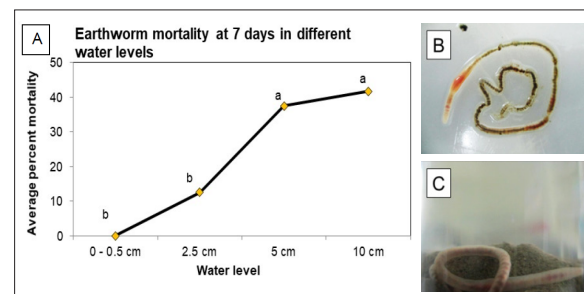 A
Earthworm mortality at 7 days in different
water levels
Average percent mortality
50
40
30
20
10
0
b
b
a
a
0 - 0.5 cm
2.5 cm
5 cm
10 cm
Water level
B
C